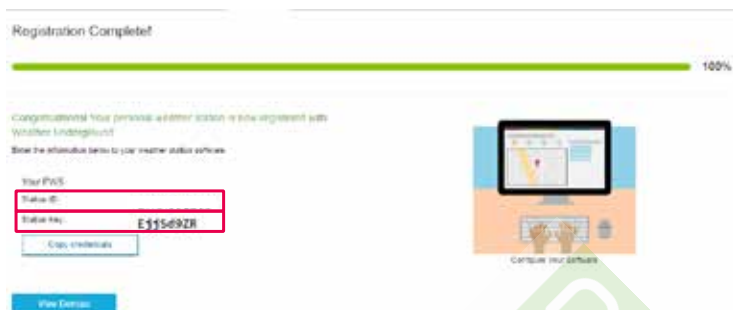 Registration Complete!
100%
Congratulations! Your personal weather station is now registered with
Weather Underground
Enter the information below to your weather station software
Your PWS
Station ID
Station Key
Copy credentials
Configure Your Software
View Devices